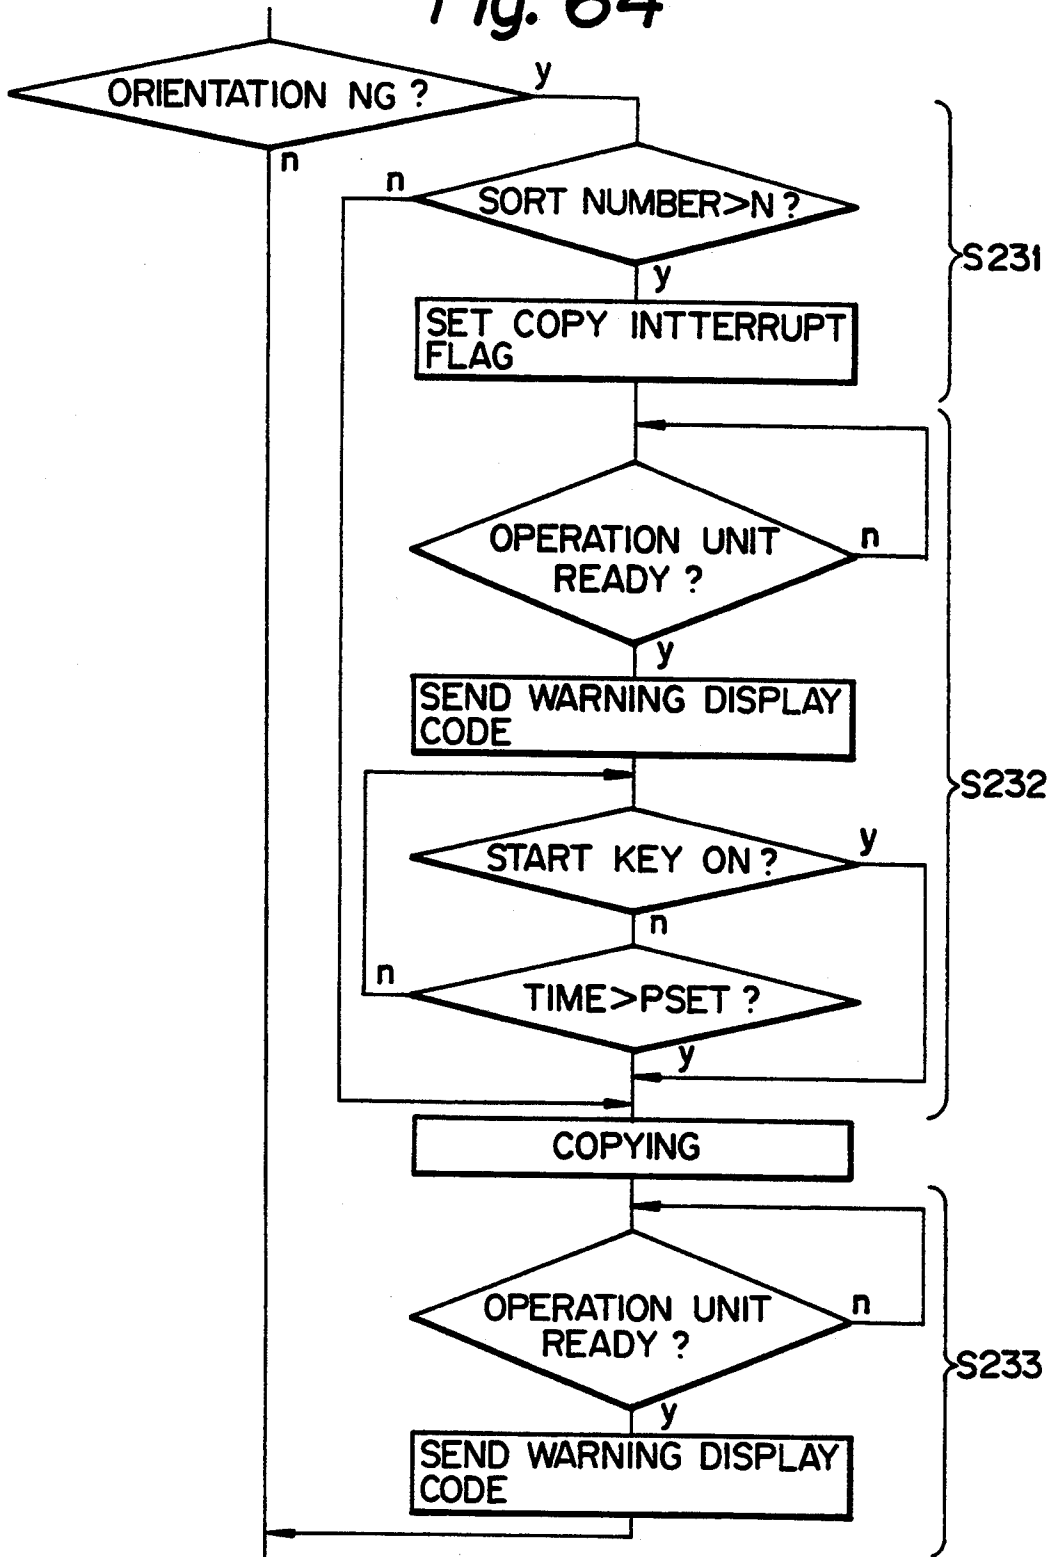 Fig. 64
ORIENTATION NG ?
y
n
n
SORT NUMBER>N ?
y
S231
SET COPY INTTERRUPT
FLAG
OPERATION UNIT
READY ?
n
y
SEND WARNING DISPLAY
CODE
S232
START KEY ON ?
y
n
n
TIME>PSET ?
y
COPYING
OPERATION UNIT
READY ?
n
S233
y
SEND WARNING DISPLAY
CODE